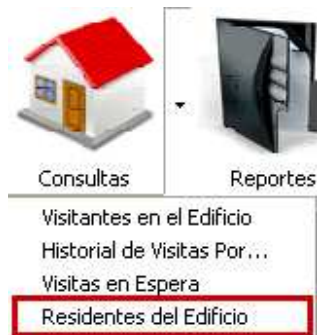 Consultas Reportes
Visitantes en el Edificio
Historial de Visitas Por...
Visitas en Espera
Residentes del Edificio